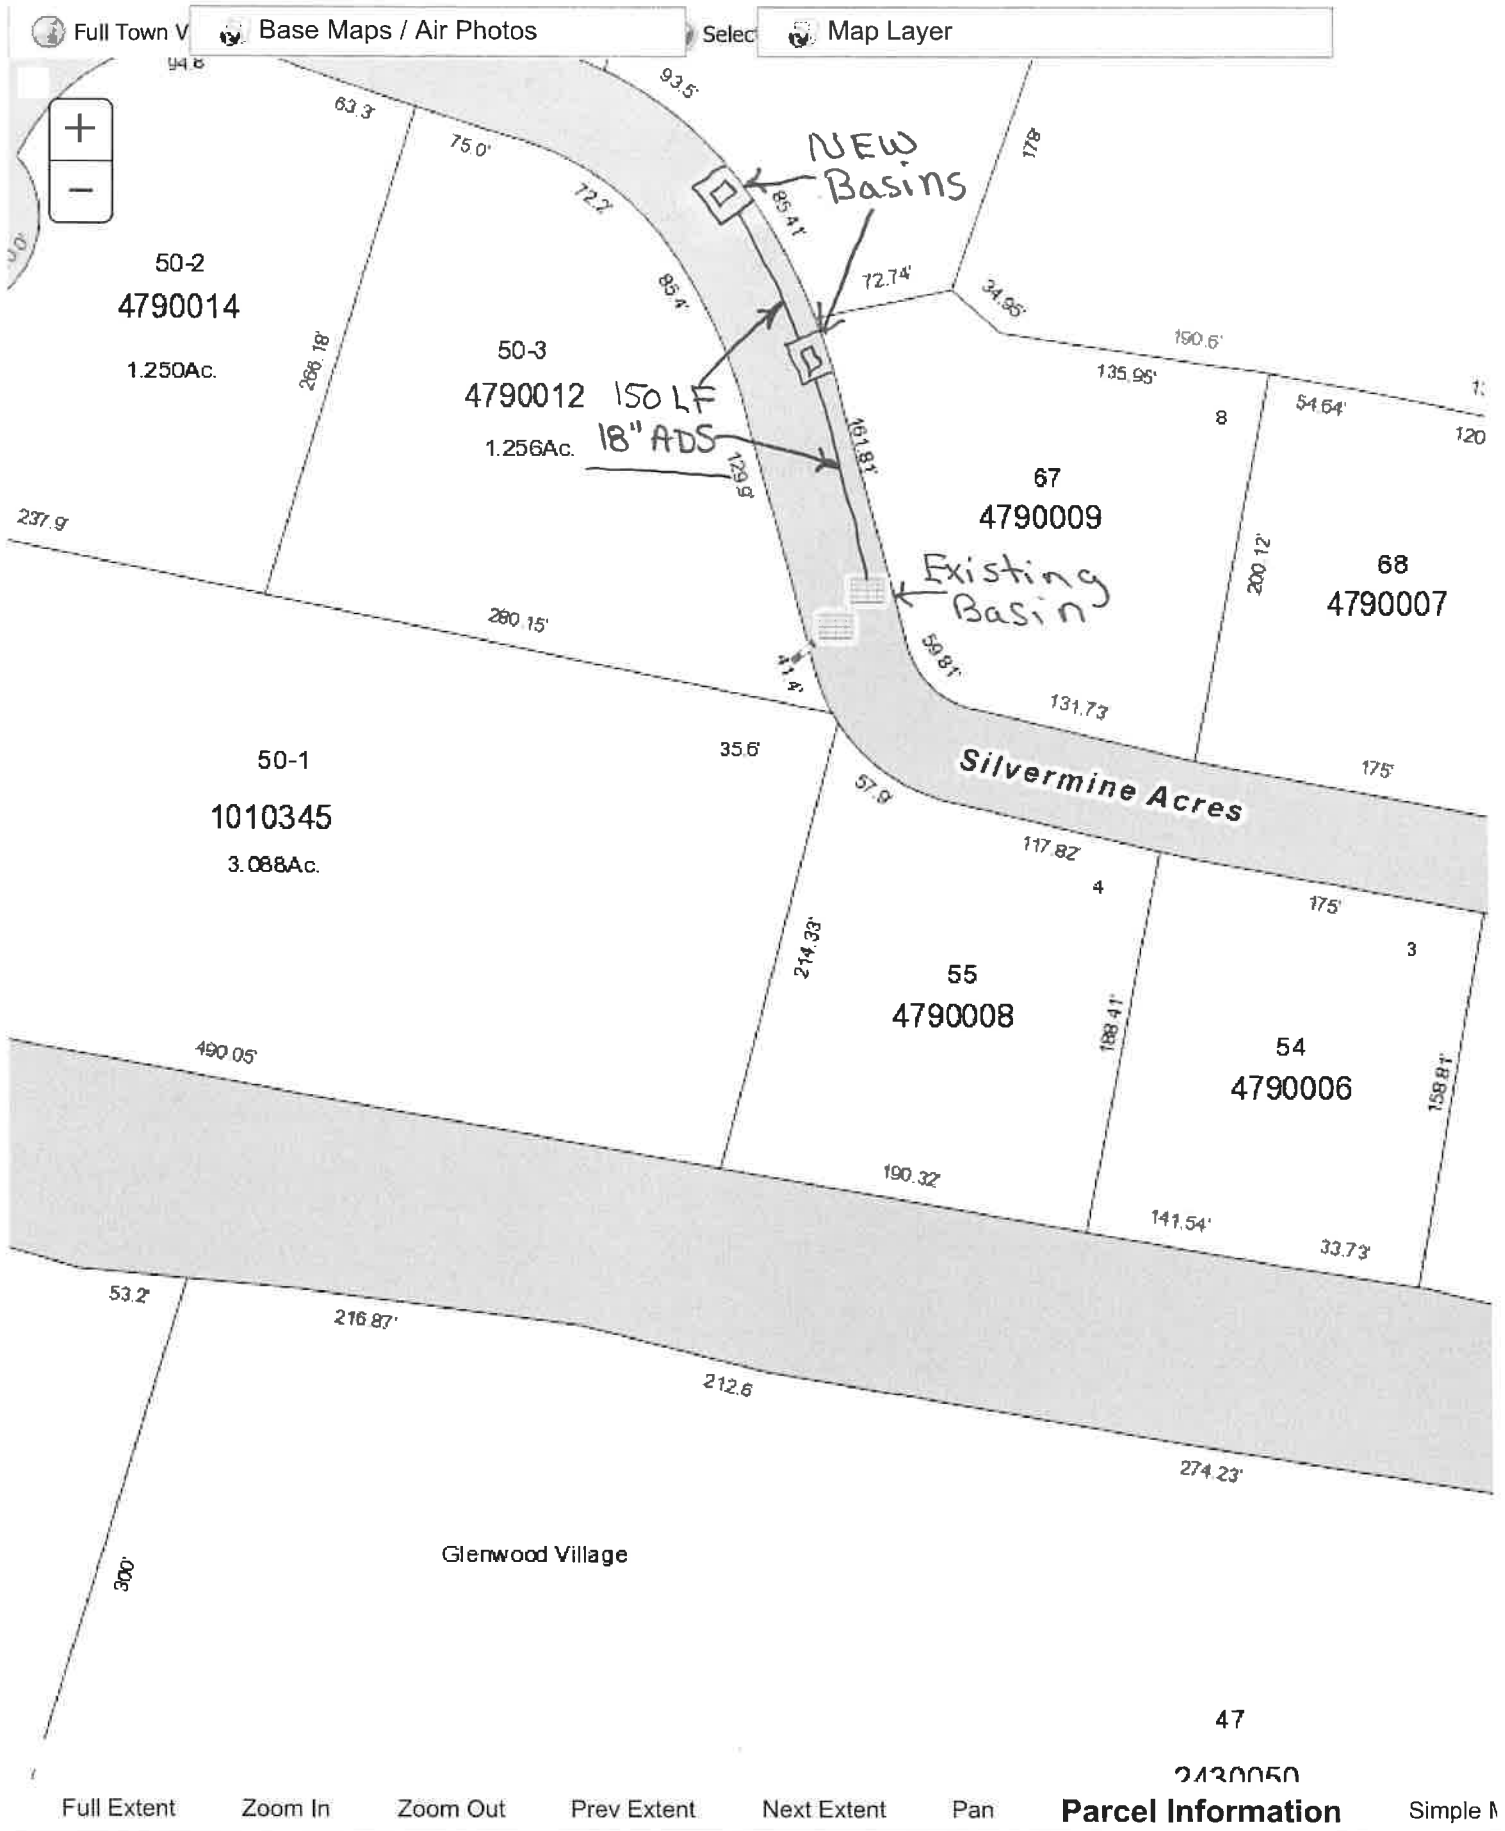 Full Town V
Base Maps / Air Photos
Selec
Map Layer
94.8
63.3'
75.0'
72.2'
93.5'
NEW
Basins
178'
85.41'
72.74'
34.95'
190.6'
135.95'
54.64'
120
50-2
4790014
1.250Ac.
266.18'
50-3
4790012
1.256Ac.
85.4'
150 LF
18" ADS
129.9'
161.81'
8
67
4790009
200.12'
68
4790007
237.9'
280.15'
Existing
Basin
41.4'
59.81'
131.73'
175'
50-1
1010345
3.088Ac.
35.6'
57.9'
Silvermine Acres
117.82'
4
175'
3
214.33'
55
4790008
188.41'
54
4790006
158.81'
490.05'
190.32'
141.54'
33.73'
53.2'
216.87'
212.6'
274.23'
300'
Glenwood Village
47
2430050
Full Extent
Zoom In
Zoom Out
Prev Extent
Next Extent
Pan
Parcel Information
Simple